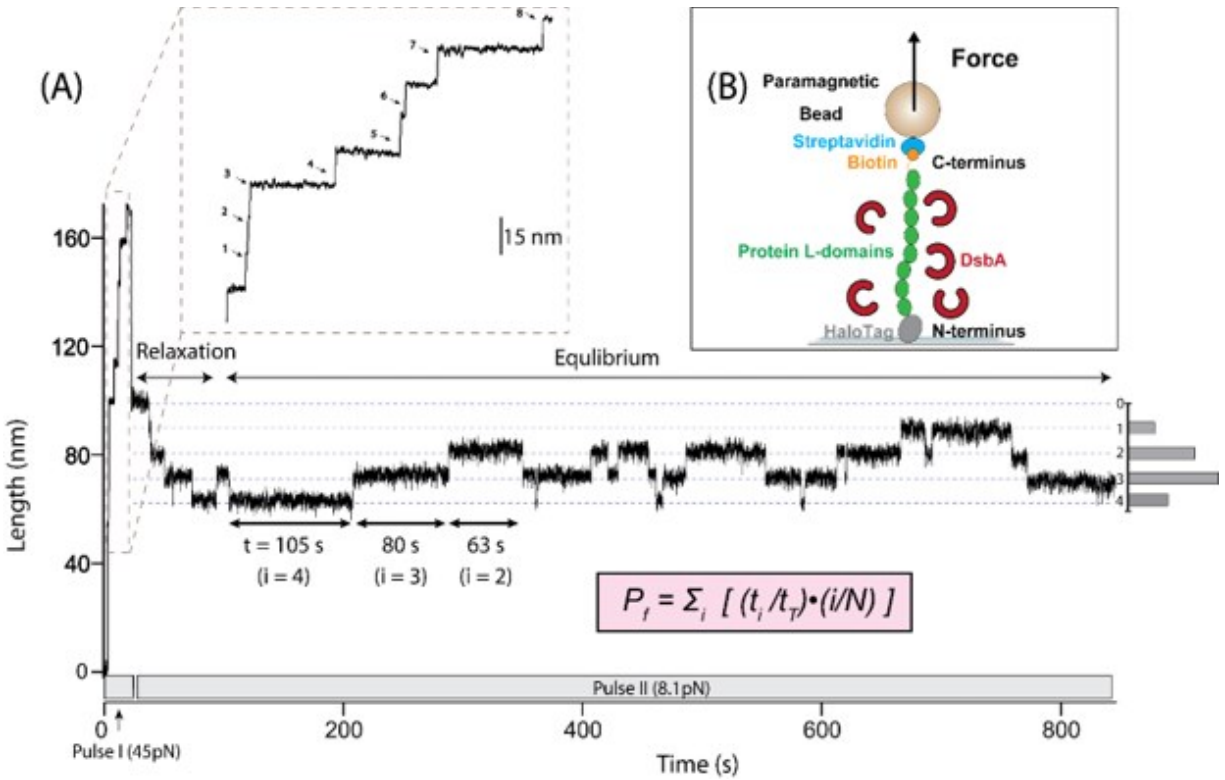 (A)
1
2
3
4
5
6
7
8
15 nm
(B)
Force
Paramagnetic
Bead
Streptavidin
Biotin
C-terminus
Protein L-domains
DsbA
HaloTag
N-terminus
Relaxation
Equlibrium
Length (nm)
160
120
80
40
0
0
1
2
3
4
t = 105 s
(i = 4)
80 s
(i = 3)
63 s
(i = 2)
P_f = Σ_i [ (t_i /t_T)•(i/N) ]
Pulse II (8.1pN)
0
200
400
600
800
Pulse I (45pN)
Time (s)